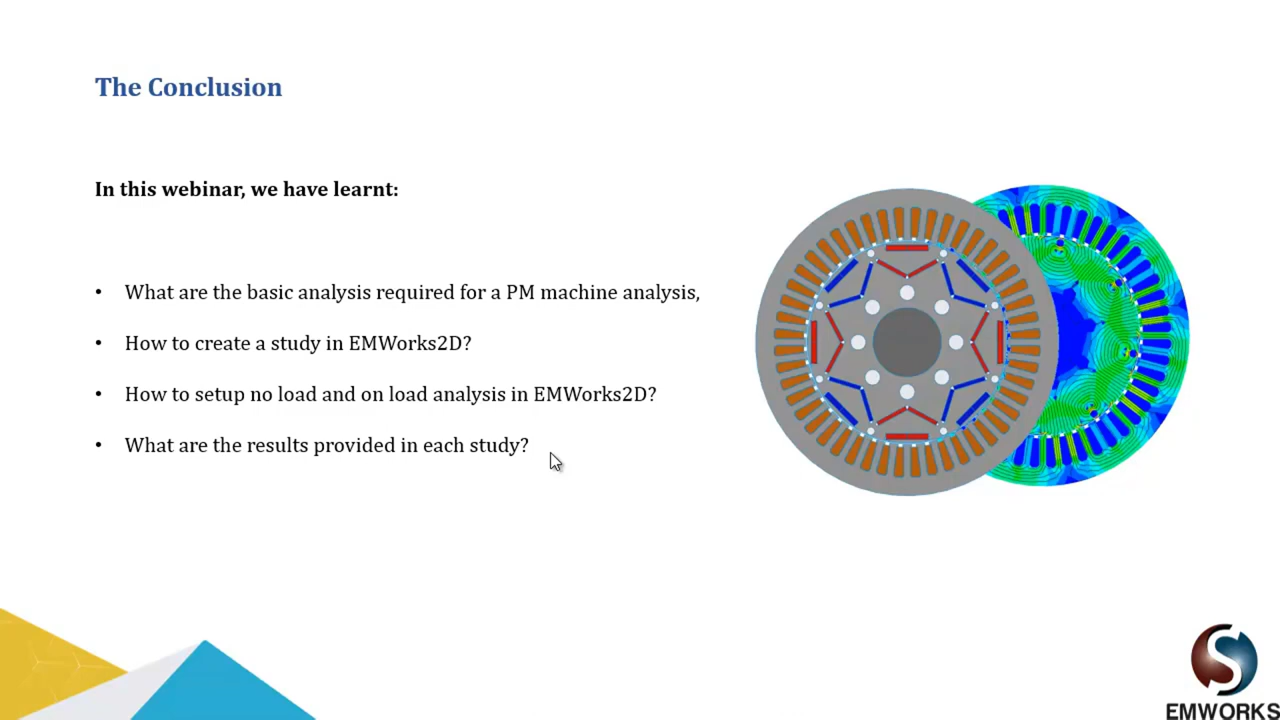 The Conclusion
In this webinar, we have learnt:
• What are the basic analysis required for a PM machine analysis,
• How to create a study in EMWorks2D?
• How to setup no load and on load analysis in EMWorks2D?
• What are the results provided in each study?
EMWORKS